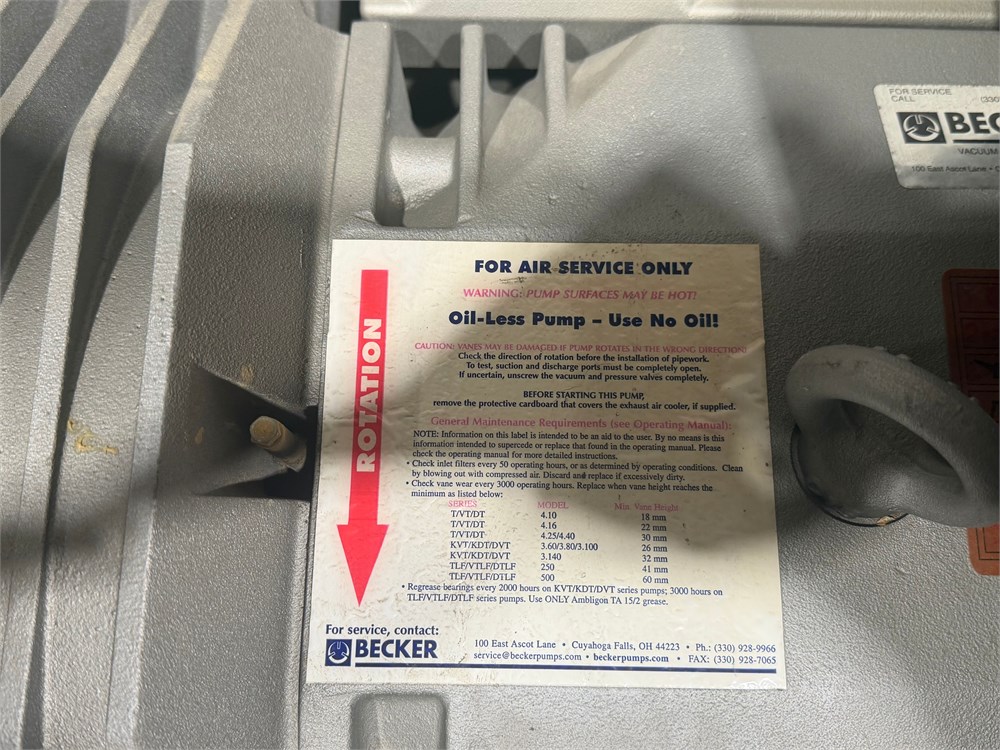 FOR SERVICE
CALL (330
BEC
VACUUM
100 East Ascot Lane •
FOR AIR SERVICE ONLY
WARNING: PUMP SURFACES MAY BE HOT!
Oil-Less Pump – Use No Oil!
CAUTION: VANES MAY BE DAMAGED IF PUMP ROTATES IN THE WRONG DIRECTION!
Check the direction of rotation before the installation of pipework.
To test, suction and discharge ports must be completely open.
If uncertain, unscrew the vacuum and pressure valves completely.
BEFORE STARTING THIS PUMP,
remove the protective cardboard that covers the exhaust air cooler, if supplied.
ROTATION
General Maintenance Requirements (see Operating Manual):
NOTE: Information on this label is intended to be an aid to the user. By no means is this
information intended to supercede or replace that found in the operating manual. Please
check the operating manual for more detailed instructions.
• Check inlet filters every 50 operating hours, or as determined by operating conditions. Clean
by blowing out with compressed air. Discard and replace if excessively dirty.
• Check vane wear every 3000 operating hours. Replace when vane height reaches the
minimum as listed below:
SERIES MODEL Min. Vane Height
T/VT/DT 4.10 18 mm
T/VT/DT 4.16 22 mm
T/VT/DT 4.25/4.40 30 mm
KVT/KDT/DVT 3.60/3.80/3.100 26 mm
KVT/KDT/DVT 3.140 32 mm
TLF/VTLF/DTLF 250 41 mm
TLF/VTLF/DTLF 500 60 mm
• Regrease bearings every 2000 hours on KVT/KDT/DVT series pumps; 3000 hours on
TLF/VTLF/DTLF series pumps. Use ONLY Ambligon TA 15/2 grease.
For service, contact:
BECKER
100 East Ascot Lane • Cuyahoga Falls, OH 44223 • Ph.: (330) 928-9966
service@beckerpumps.com • beckerpumps.com • FAX: (330) 928-7065